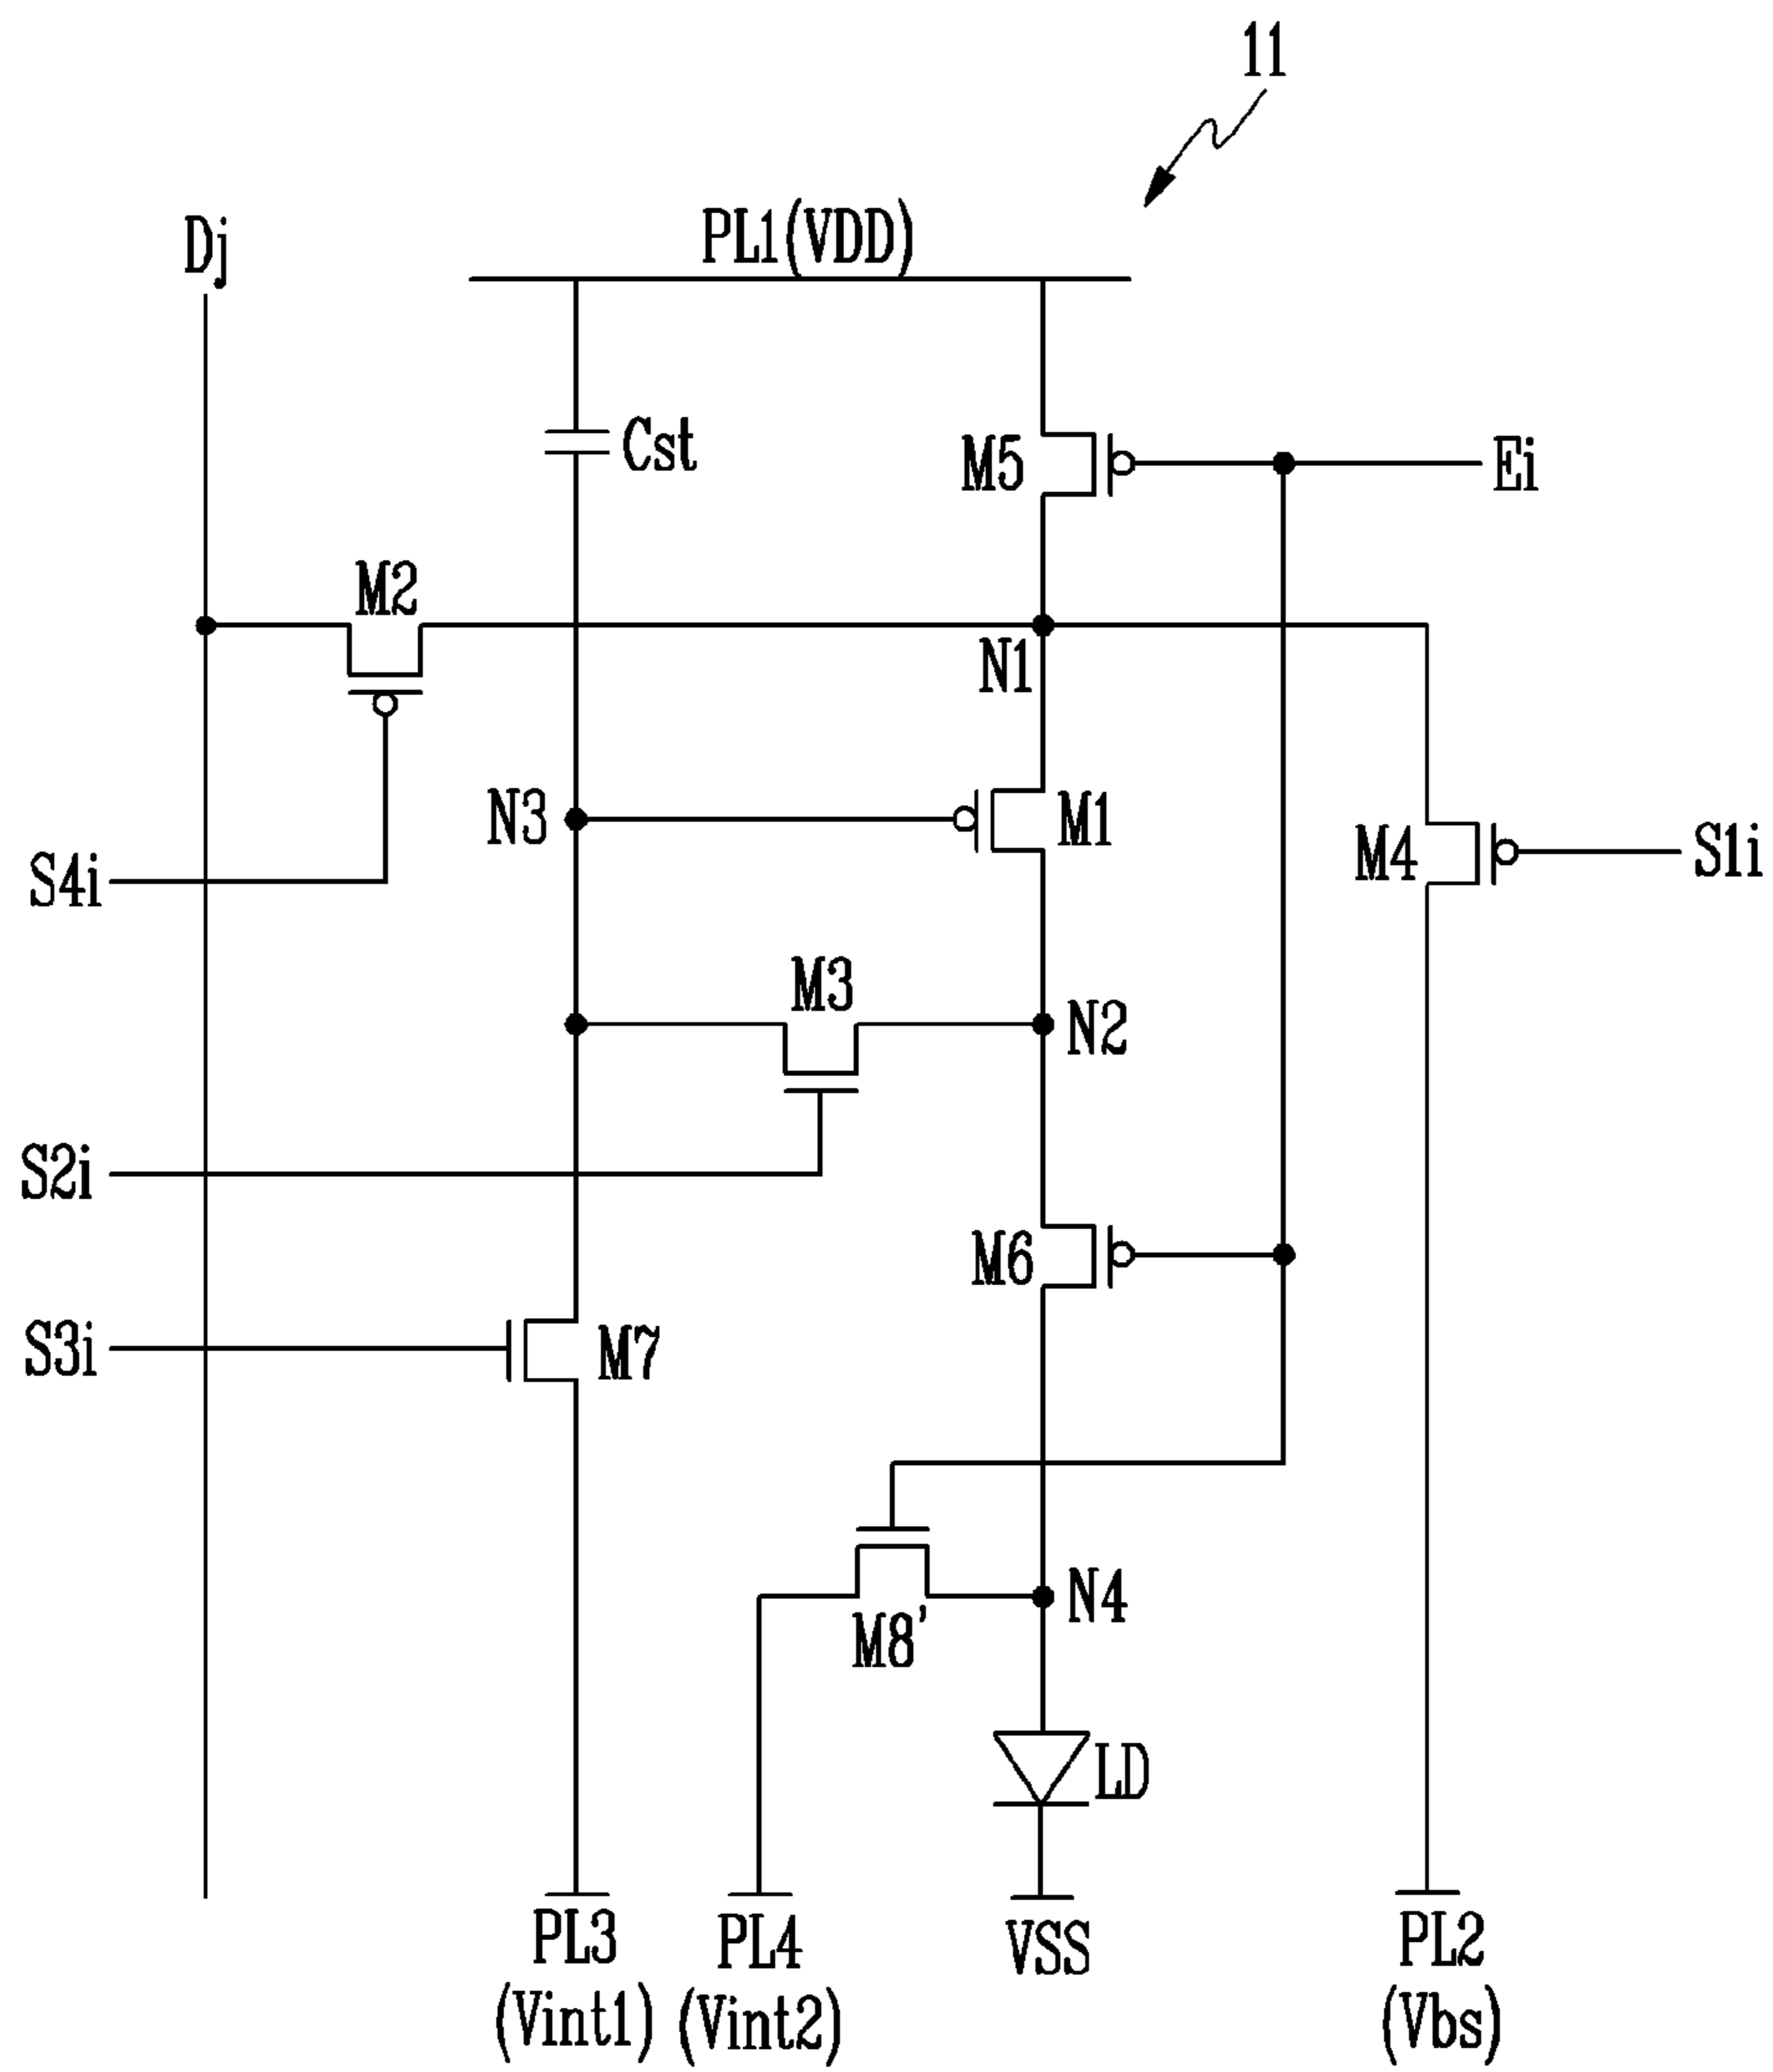 11
Dj
PL1(VDD)
Cst
M5
Ei
M2
N1
N3
M1
M4
S1i
S4i
M3
N2
S2i
M6
S3i
M7
N4
M8'
LD
PL3
(Vint1)
PL4
(Vint2)
VSS
PL2
(Vbs)